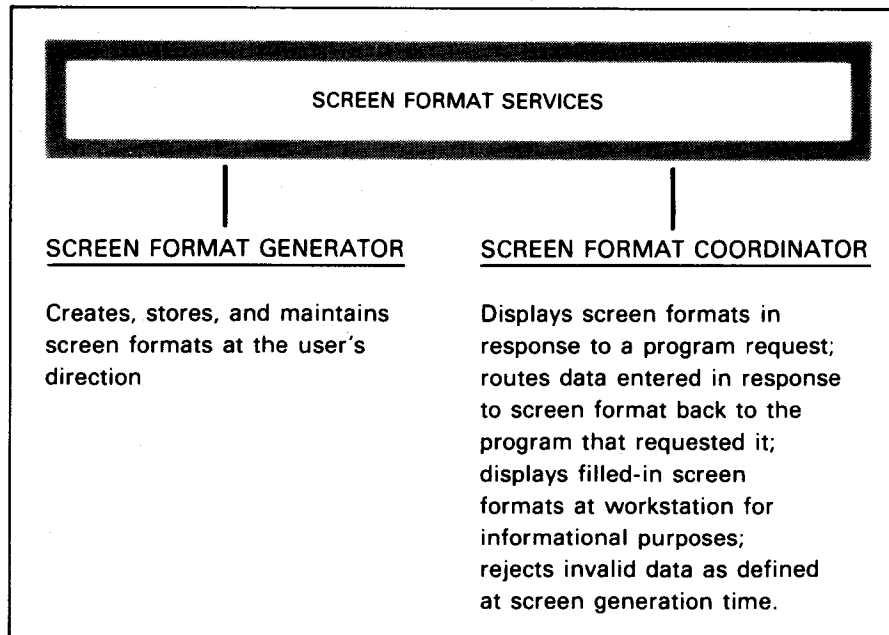 SCREEN FORMAT SERVICES
SCREEN FORMAT GENERATOR
Creates, stores, and maintains
screen formats at the user's
direction
SCREEN FORMAT COORDINATOR
Displays screen formats in
response to a program request;
routes data entered in response
to screen format back to the
program that requested it;
displays filled-in screen
formats at workstation for
informational purposes;
rejects invalid data as defined
at screen generation time.